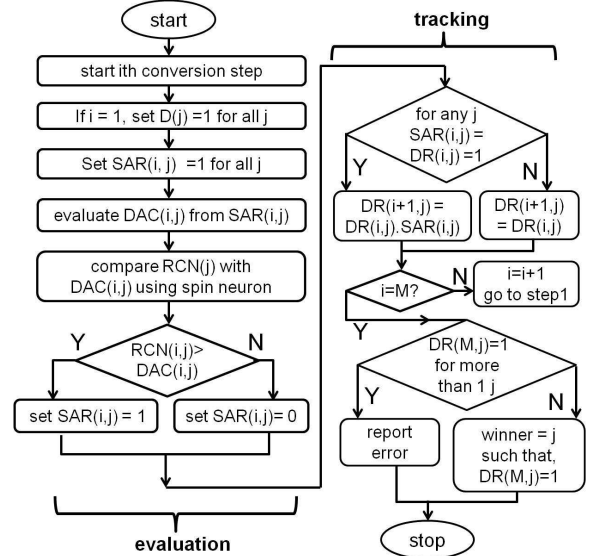 start
start ith conversion step
If i = 1, set D(j) =1 for all j
Set SAR(i, j) =1 for all j
evaluate DAC(i,j) from SAR(i,j)
compare RCN(j) with
DAC(i,j) using spin neuron
Y
RCN(i,j)>
DAC(i,j)
N
set SAR(i,j) = 1
set SAR(i,j)= 0
evaluation
tracking
for any j
SAR(i,j) =
DR(i,j) =1
Y
N
DR(i+1,j) =
DR(i,j).SAR(i,j)
DR(i+1,j)
= DR(i,j)
i=M?
N
i=i+1
go to step1
Y
DR(M,j)=1
for more
than 1 j
Y
N
report
error
winner = j
such that,
DR(M,j)=1
stop